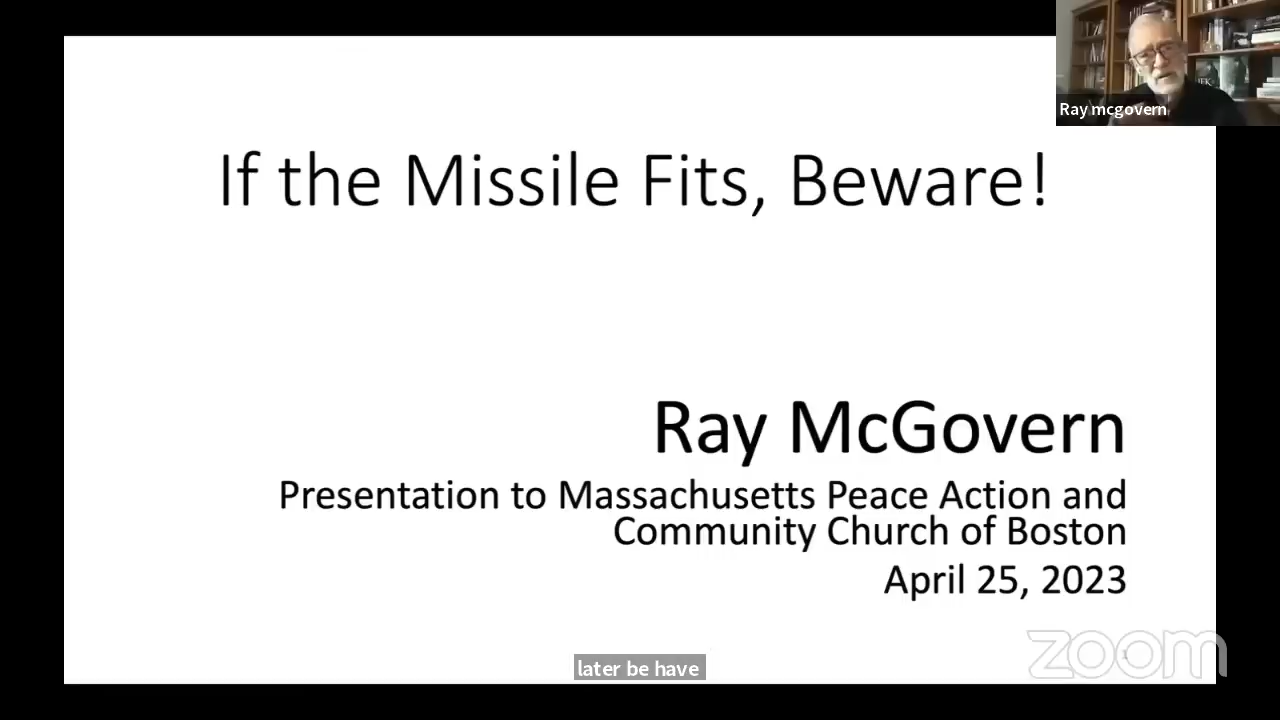 Ray mcgovern
If the Missile Fits, Beware!
Ray McGovern
Presentation to Massachusetts Peace Action and
Community Church of Boston
April 25, 2023
later be have
zoom